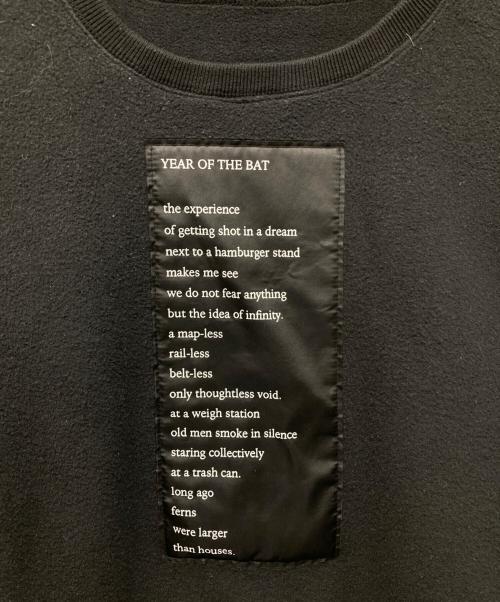 YEAR OF THE BAT
the experience
of getting shot in a dream
next to a hamburger stand
makes me see
we do not fear anything
but the idea of infinity.
a map-less
rail-less
belt-less
only thoughtless void.
at a weigh station
old men smoke in silence
staring collectively
at a trash can.
long ago
ferns
were larger
than houses.